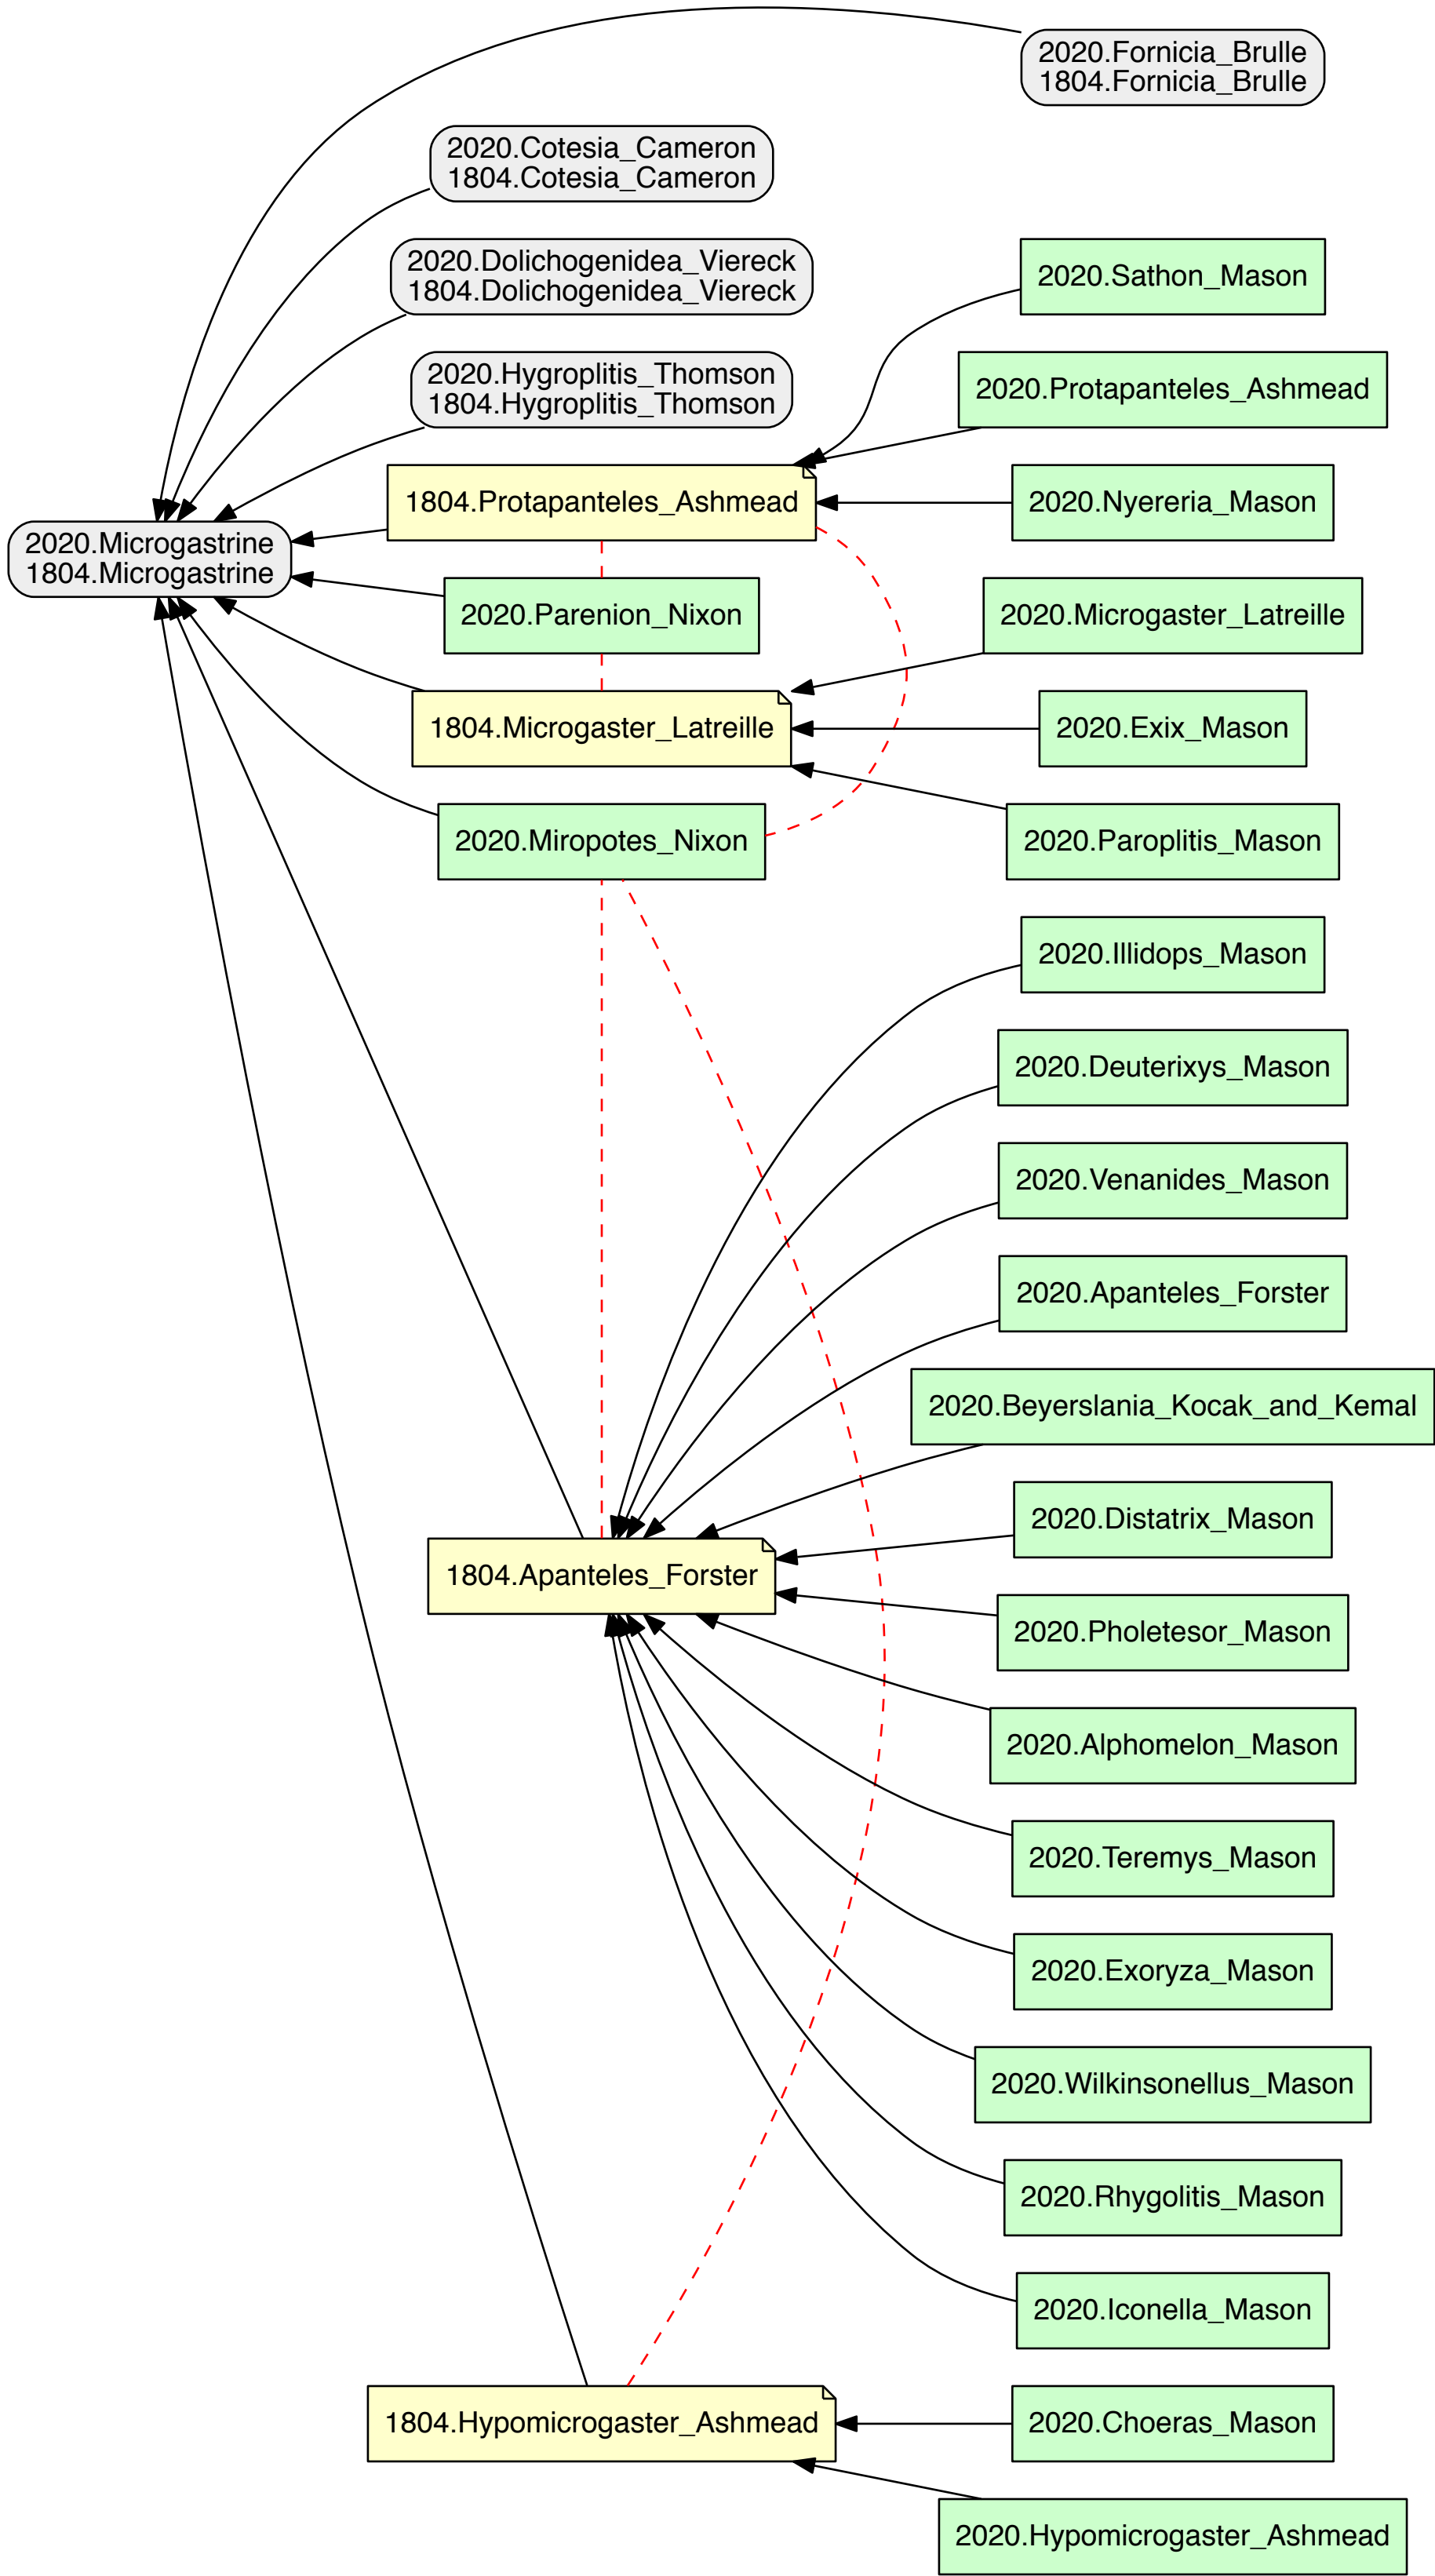 2020.Fornicia_Brulle
1804.Fornicia_Brulle
2020.Cotesia_Cameron
1804.Cotesia_Cameron
2020.Dolichogenidea_Viereck
1804.Dolichogenidea_Viereck
2020.Sathon_Mason
2020.Hygroplitis_Thomson
1804.Hygroplitis_Thomson
2020.Protapanteles_Ashmead
1804.Protapanteles_Ashmead
2020.Nyereria_Mason
2020.Microgastrine
1804.Microgastrine
2020.Parenion_Nixon
2020.Microgaster_Latreille
1804.Microgaster_Latreille
2020.Exix_Mason
2020.Miropotes_Nixon
2020.Paroplitis_Mason
2020.Illidops_Mason
2020.Deuterixys_Mason
2020.Venanides_Mason
2020.Apanteles_Forster
2020.Beyerslania_Kocak_and_Kemal
2020.Distatrix_Mason
1804.Apanteles_Forster
2020.Pholetesor_Mason
2020.Alphomelon_Mason
2020.Teremys_Mason
2020.Exoryza_Mason
2020.Wilkinsonellus_Mason
2020.Rhygolitis_Mason
2020.Iconella_Mason
1804.Hypomicrogaster_Ashmead
2020.Choeras_Mason
2020.Hypomicrogaster_Ashmead